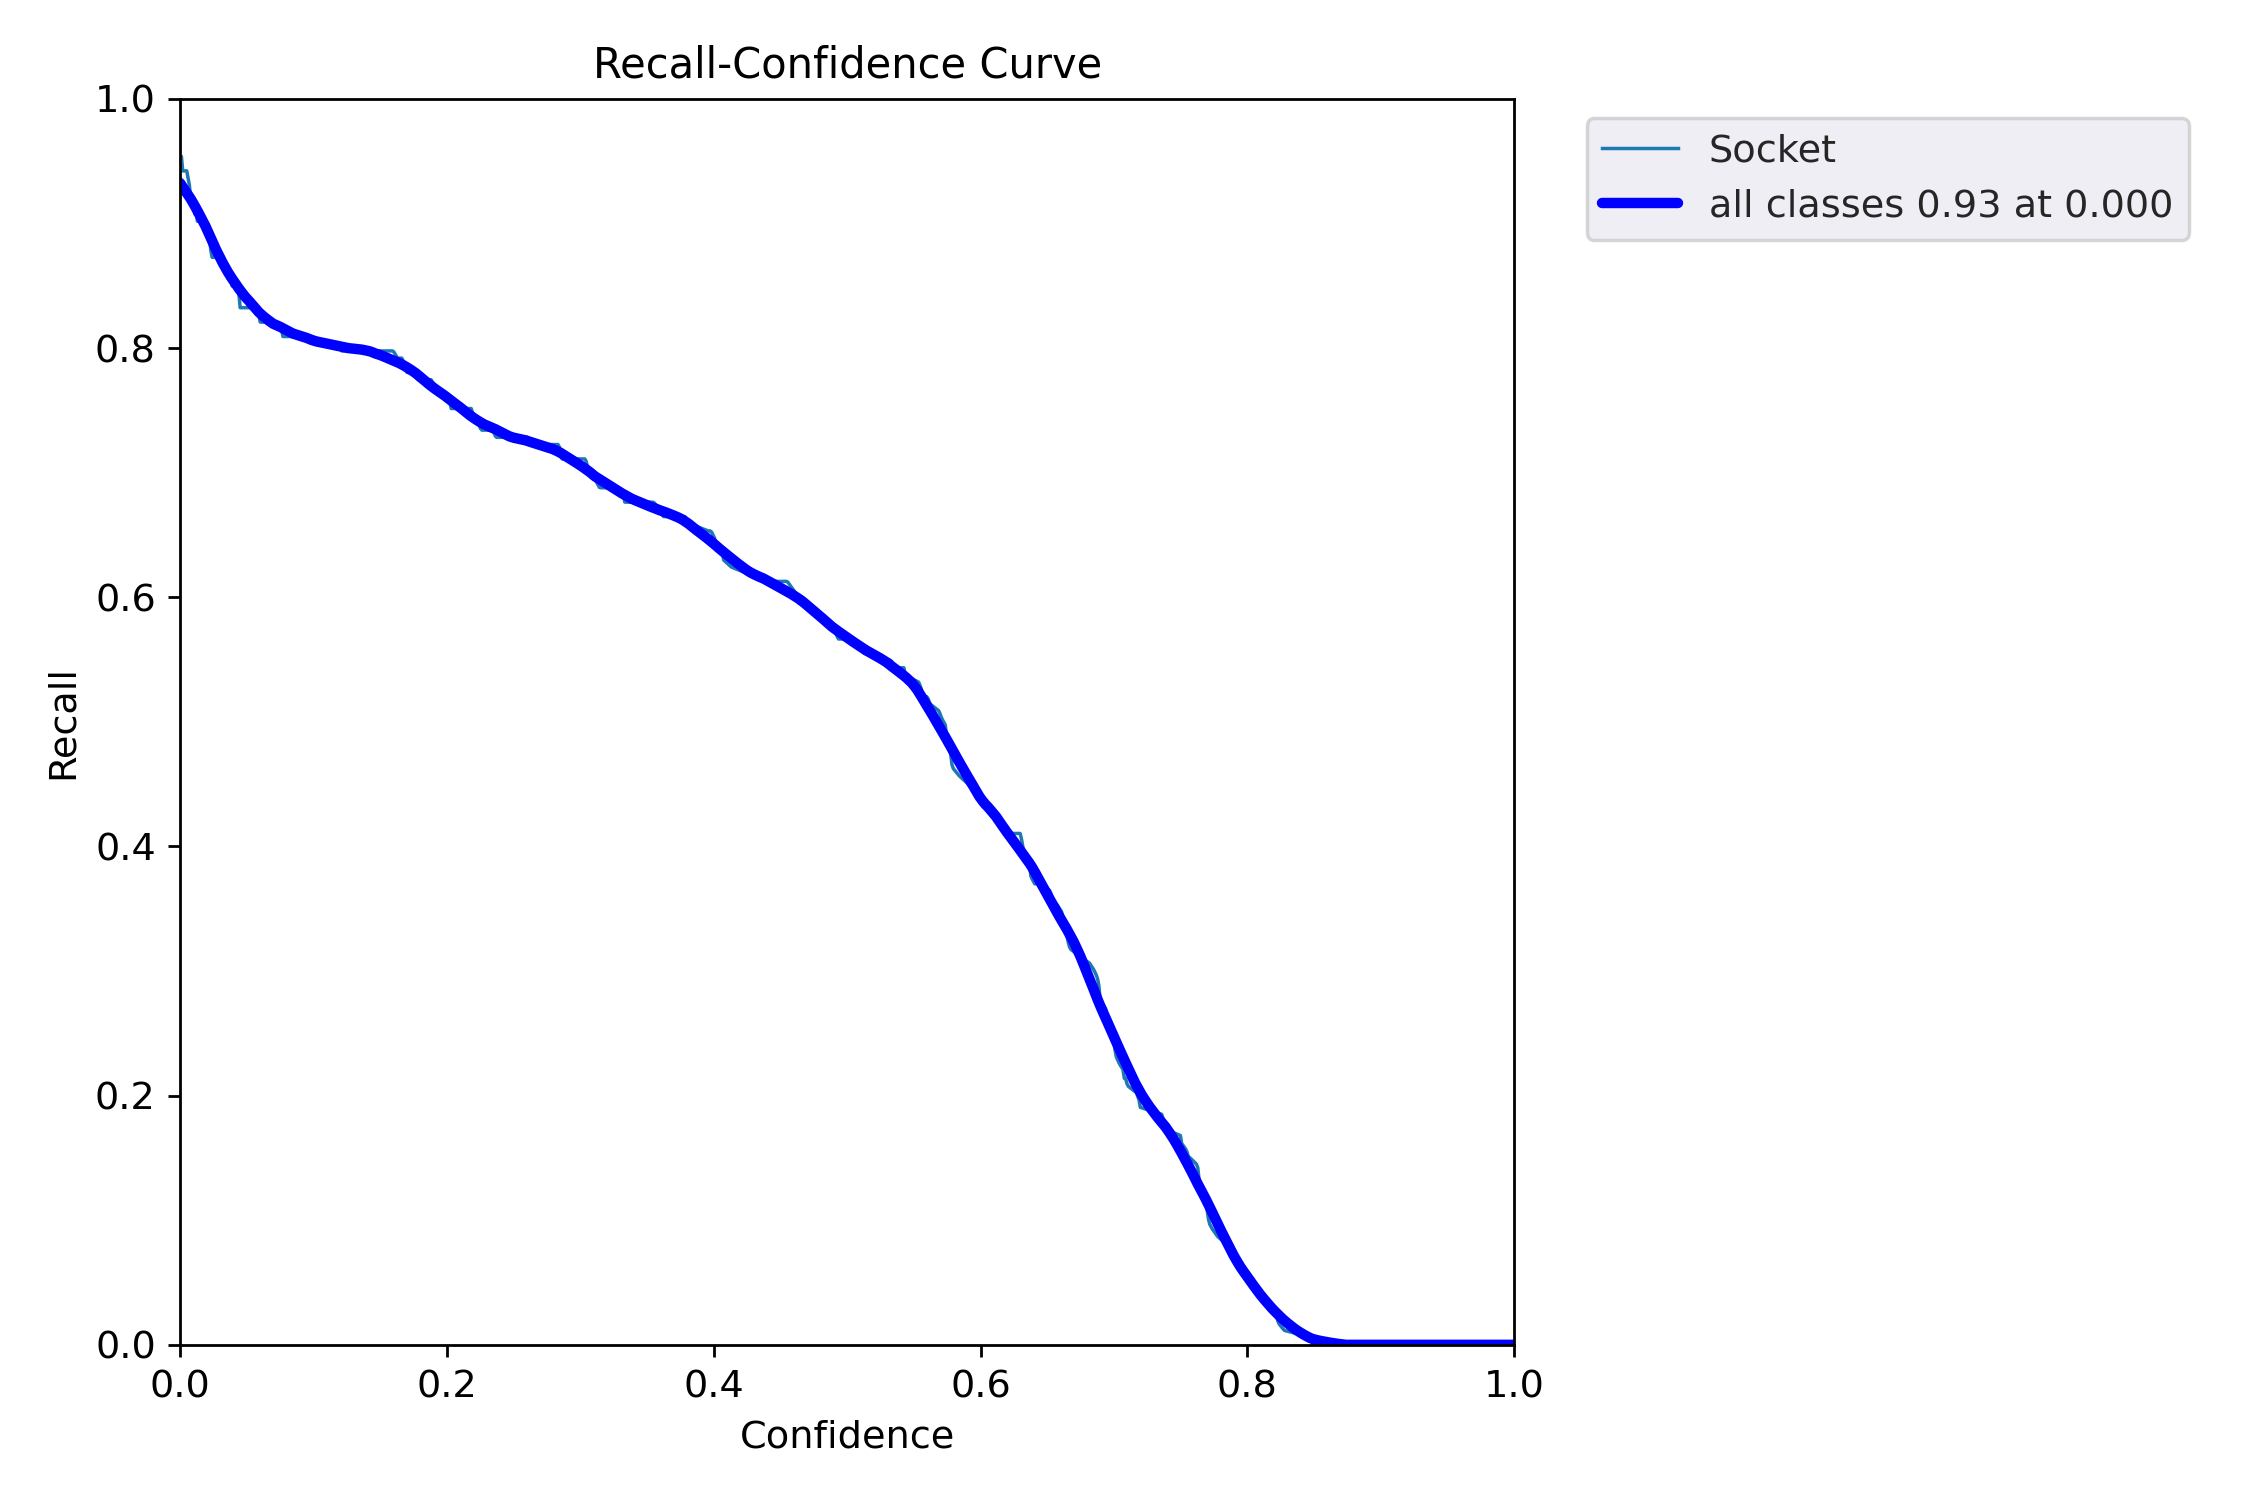 Recall-Confidence Curve
1.0
0.8
0.6
0.4
0.2
0.0
Recall
0.0 0.2 0.4 0.6 0.8 1.0
Confidence
Socket
all classes 0.93 at 0.000